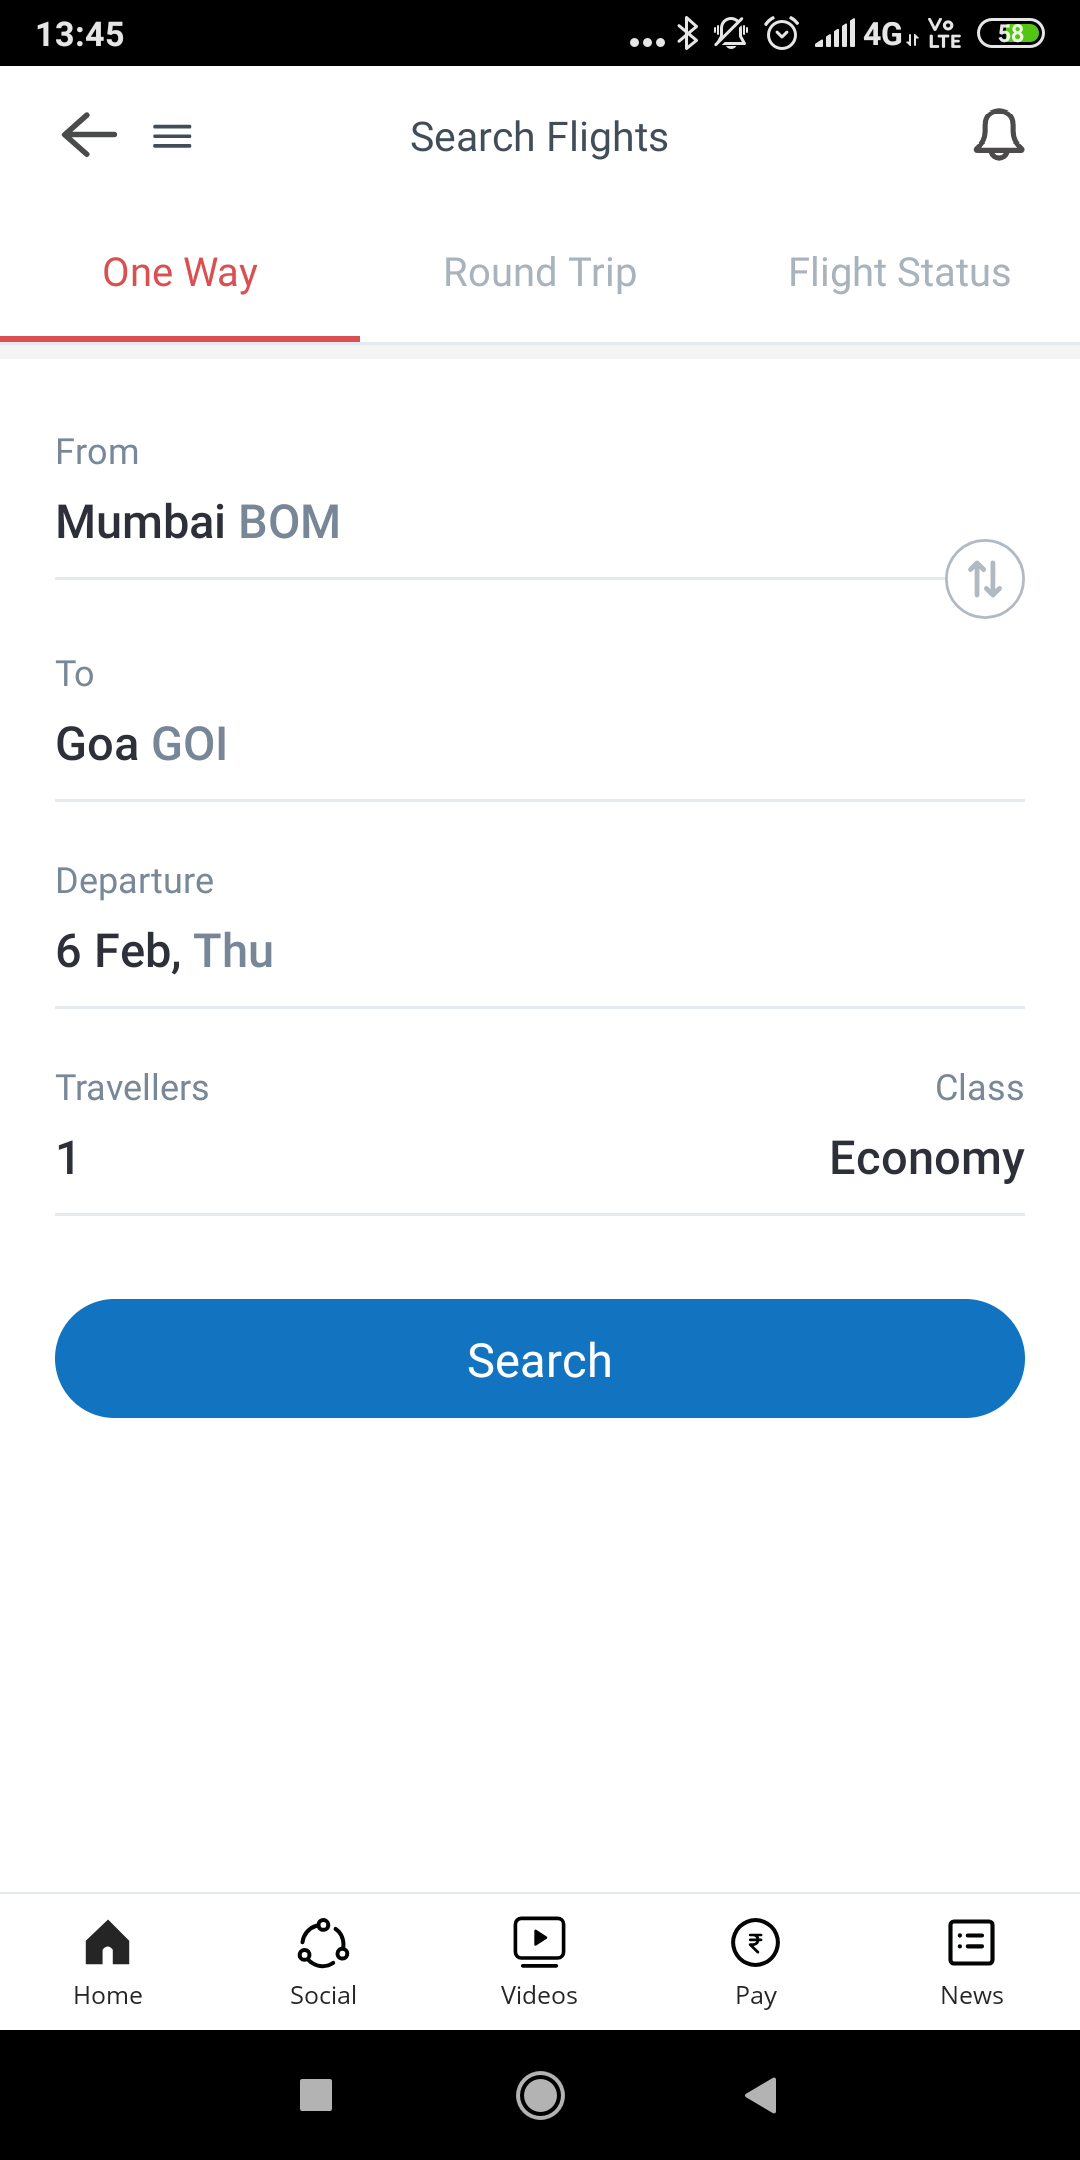 13:45 ... 4G Vo LTE 58
Search Flights
One Way Round Trip Flight Status
From
Mumbai BOM
To
Goa GOI
Departure
6 Feb, Thu
Travellers Class
1 Economy
Search
Home Social Videos Pay News